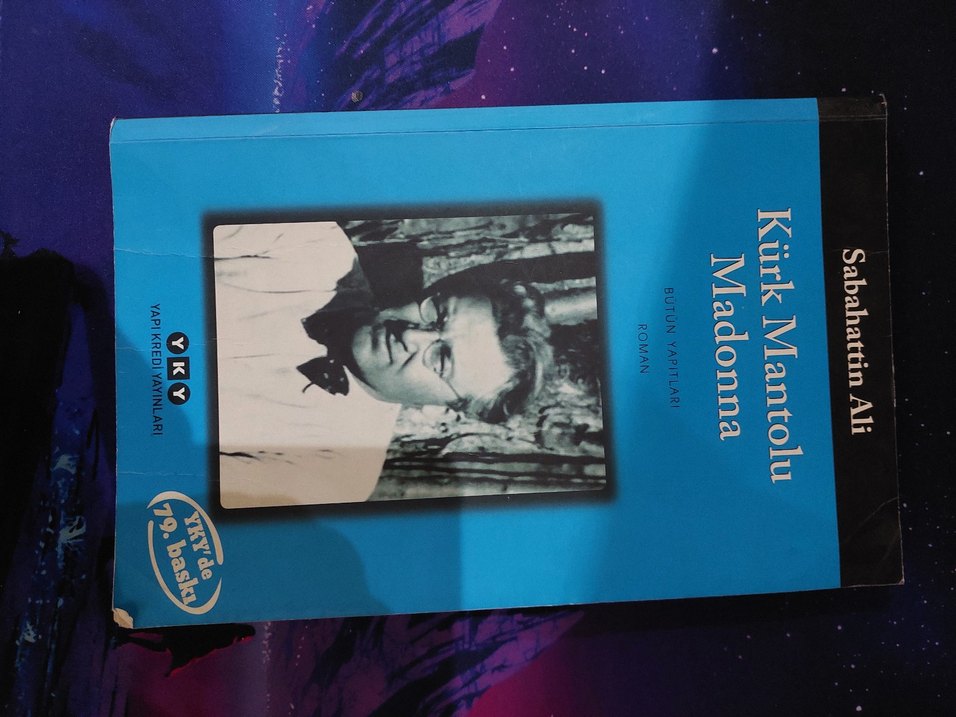 Sabahattin Ali
Kürk Mantolu
Madonna
BÜTÜN YAPITLARI
ROMAN
YKY
YAPI KREDİ YAYINLARI
YKY'de
79. baskı